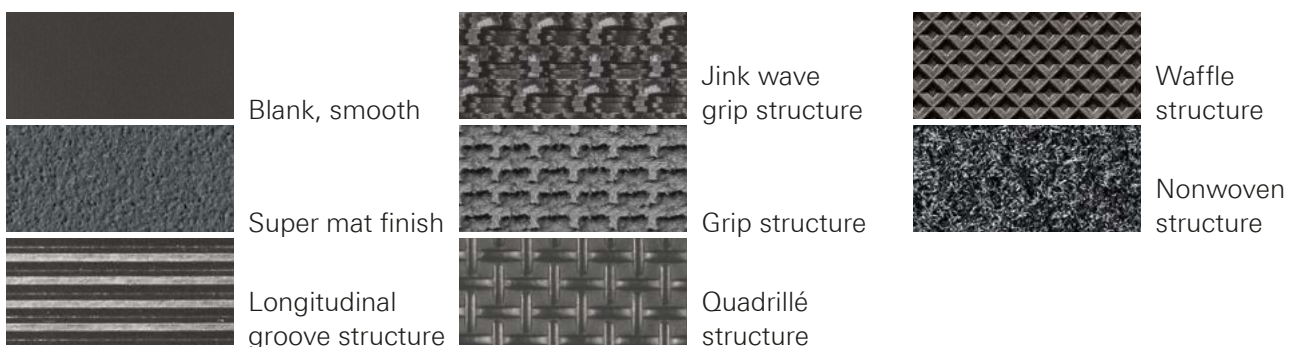 Blank, smooth
Super mat finish
Longitudinal
groove structure
Jink wave
grip structure
Grip structure
Quadrillé
structure
Waffle
structure
Nonwoven
structure